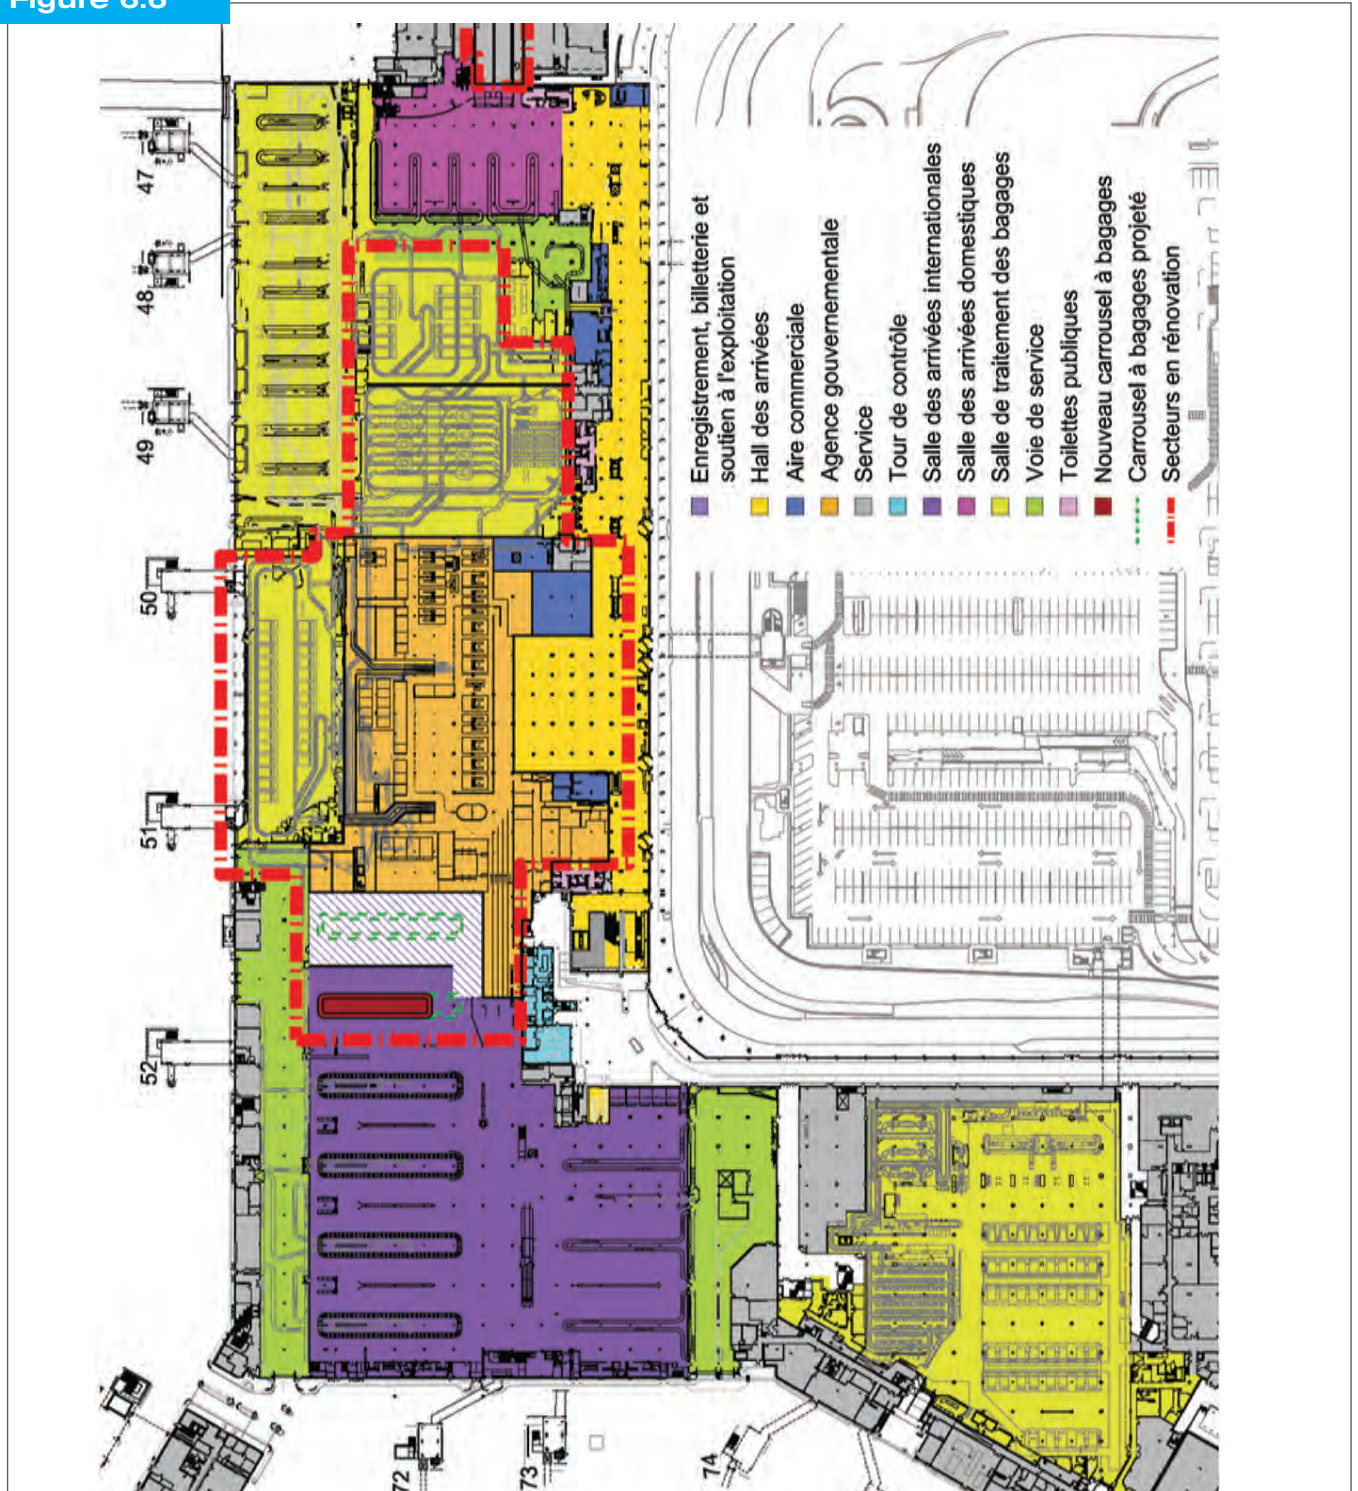 Figure 6.6
47
48
49
50
51
52
72
73
74
Enregistrement, billetterie et
soutien à l'exploitation
Hall des arrivées
Aire commerciale
Agence gouvernementale
Service
Tour de contrôle
Salle des arrivées internationales
Salle des arrivées domestiques
Salle de traitement des bagages
Voie de service
Toilettes publiques
Nouveau carrousel à bagages
Carrousel à bagages projeté
Secteurs en rénovation